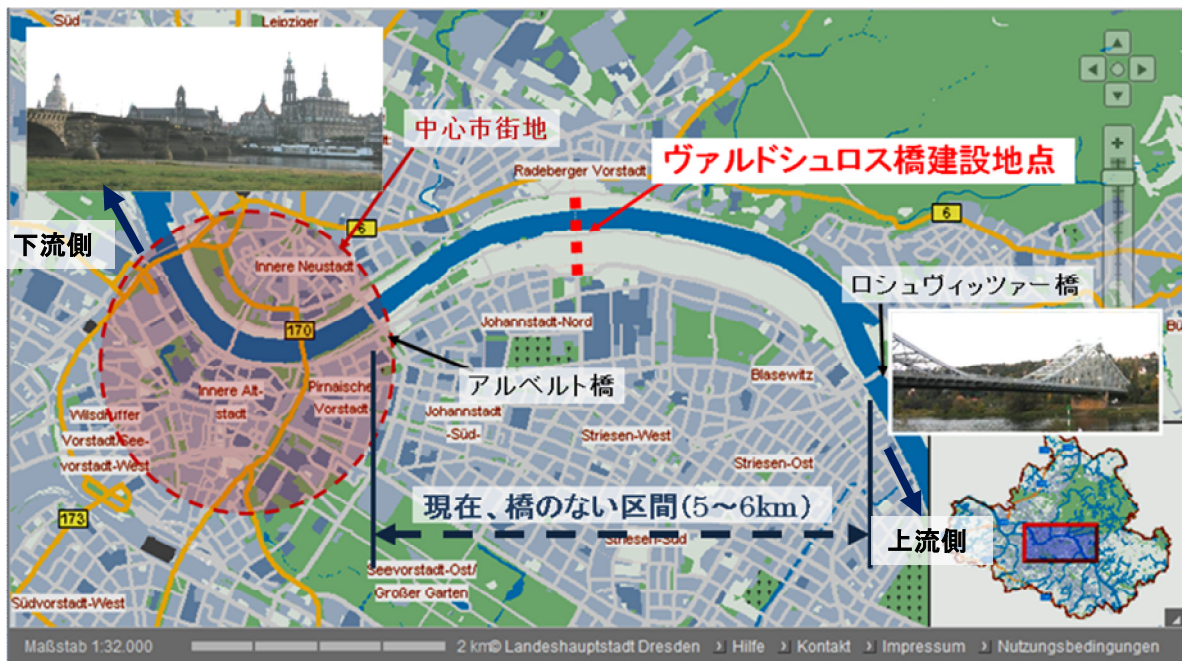 Süd
Leipziger
中心市街地
Radeberger Vorstadt
ヴァルドシュロス橋建設地点
6
6
下流側
Innere Neustadt
ロシュヴィッツァー橋
170
Johannstadt-Nord
アルベルト橋
Blasewitz
Innere Alt-
stadt
Pirnaische
Vorstadt
Wilsdruffer
Vorstadt/See-
vorstadt-West
Johannstadt
-Süd-
Striesen-West
Striesen-Ost
現在、橋のない区間(5～6km)
173
Striesen-Süd
上流側
Seevorstadt-Ost/
Großer Garten
Südvorstadt-West
Maßstab 1:32.000
2 km
© Landeshauptstadt Dresden
Hilfe
Kontakt
Impressum
Nutzungsbedingungen